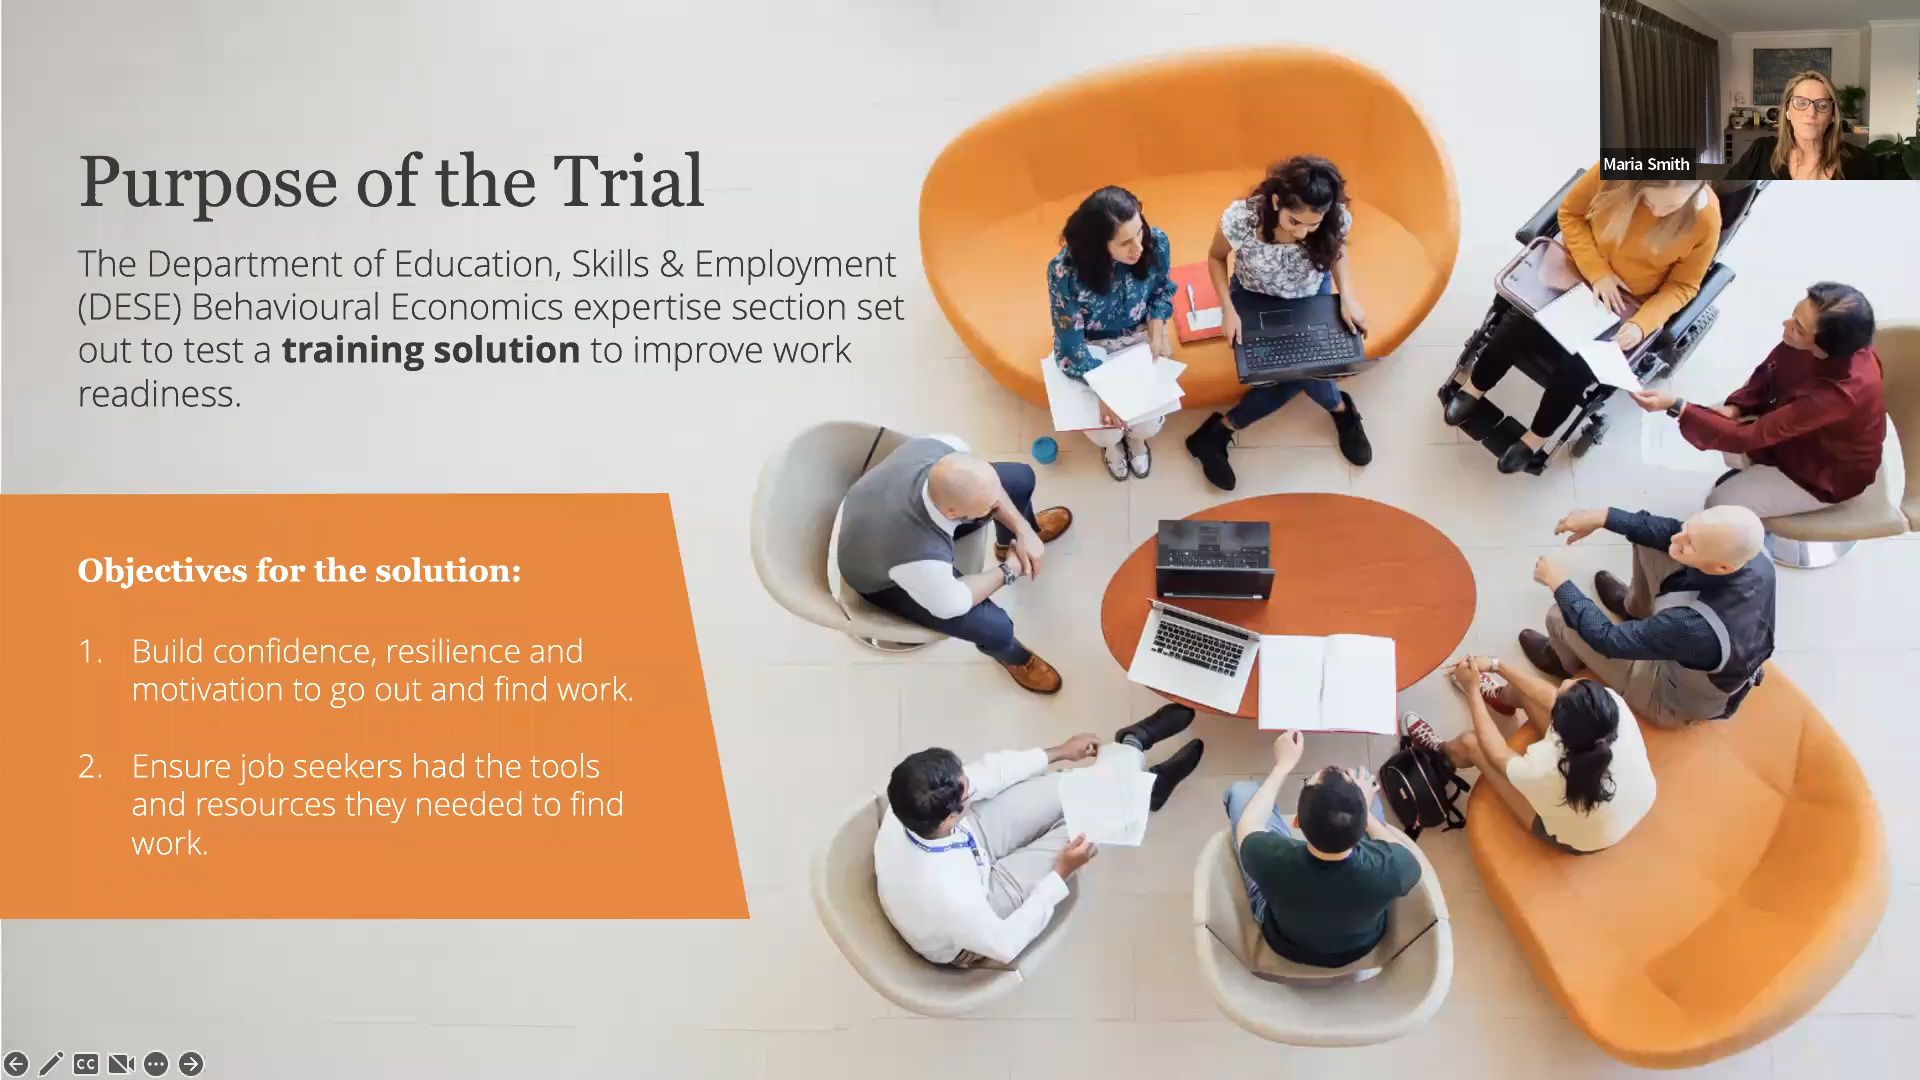 Maria Smith
Purpose of the Trial
The Department of Education, Skills & Employment
(DESE) Behavioural Economics expertise section set
out to test a training solution to improve work
readiness.
Objectives for the solution:
1. Build confidence, resilience and
motivation to go out and find work.
2. Ensure job seekers had the tools
and resources they needed to find
work.
CC